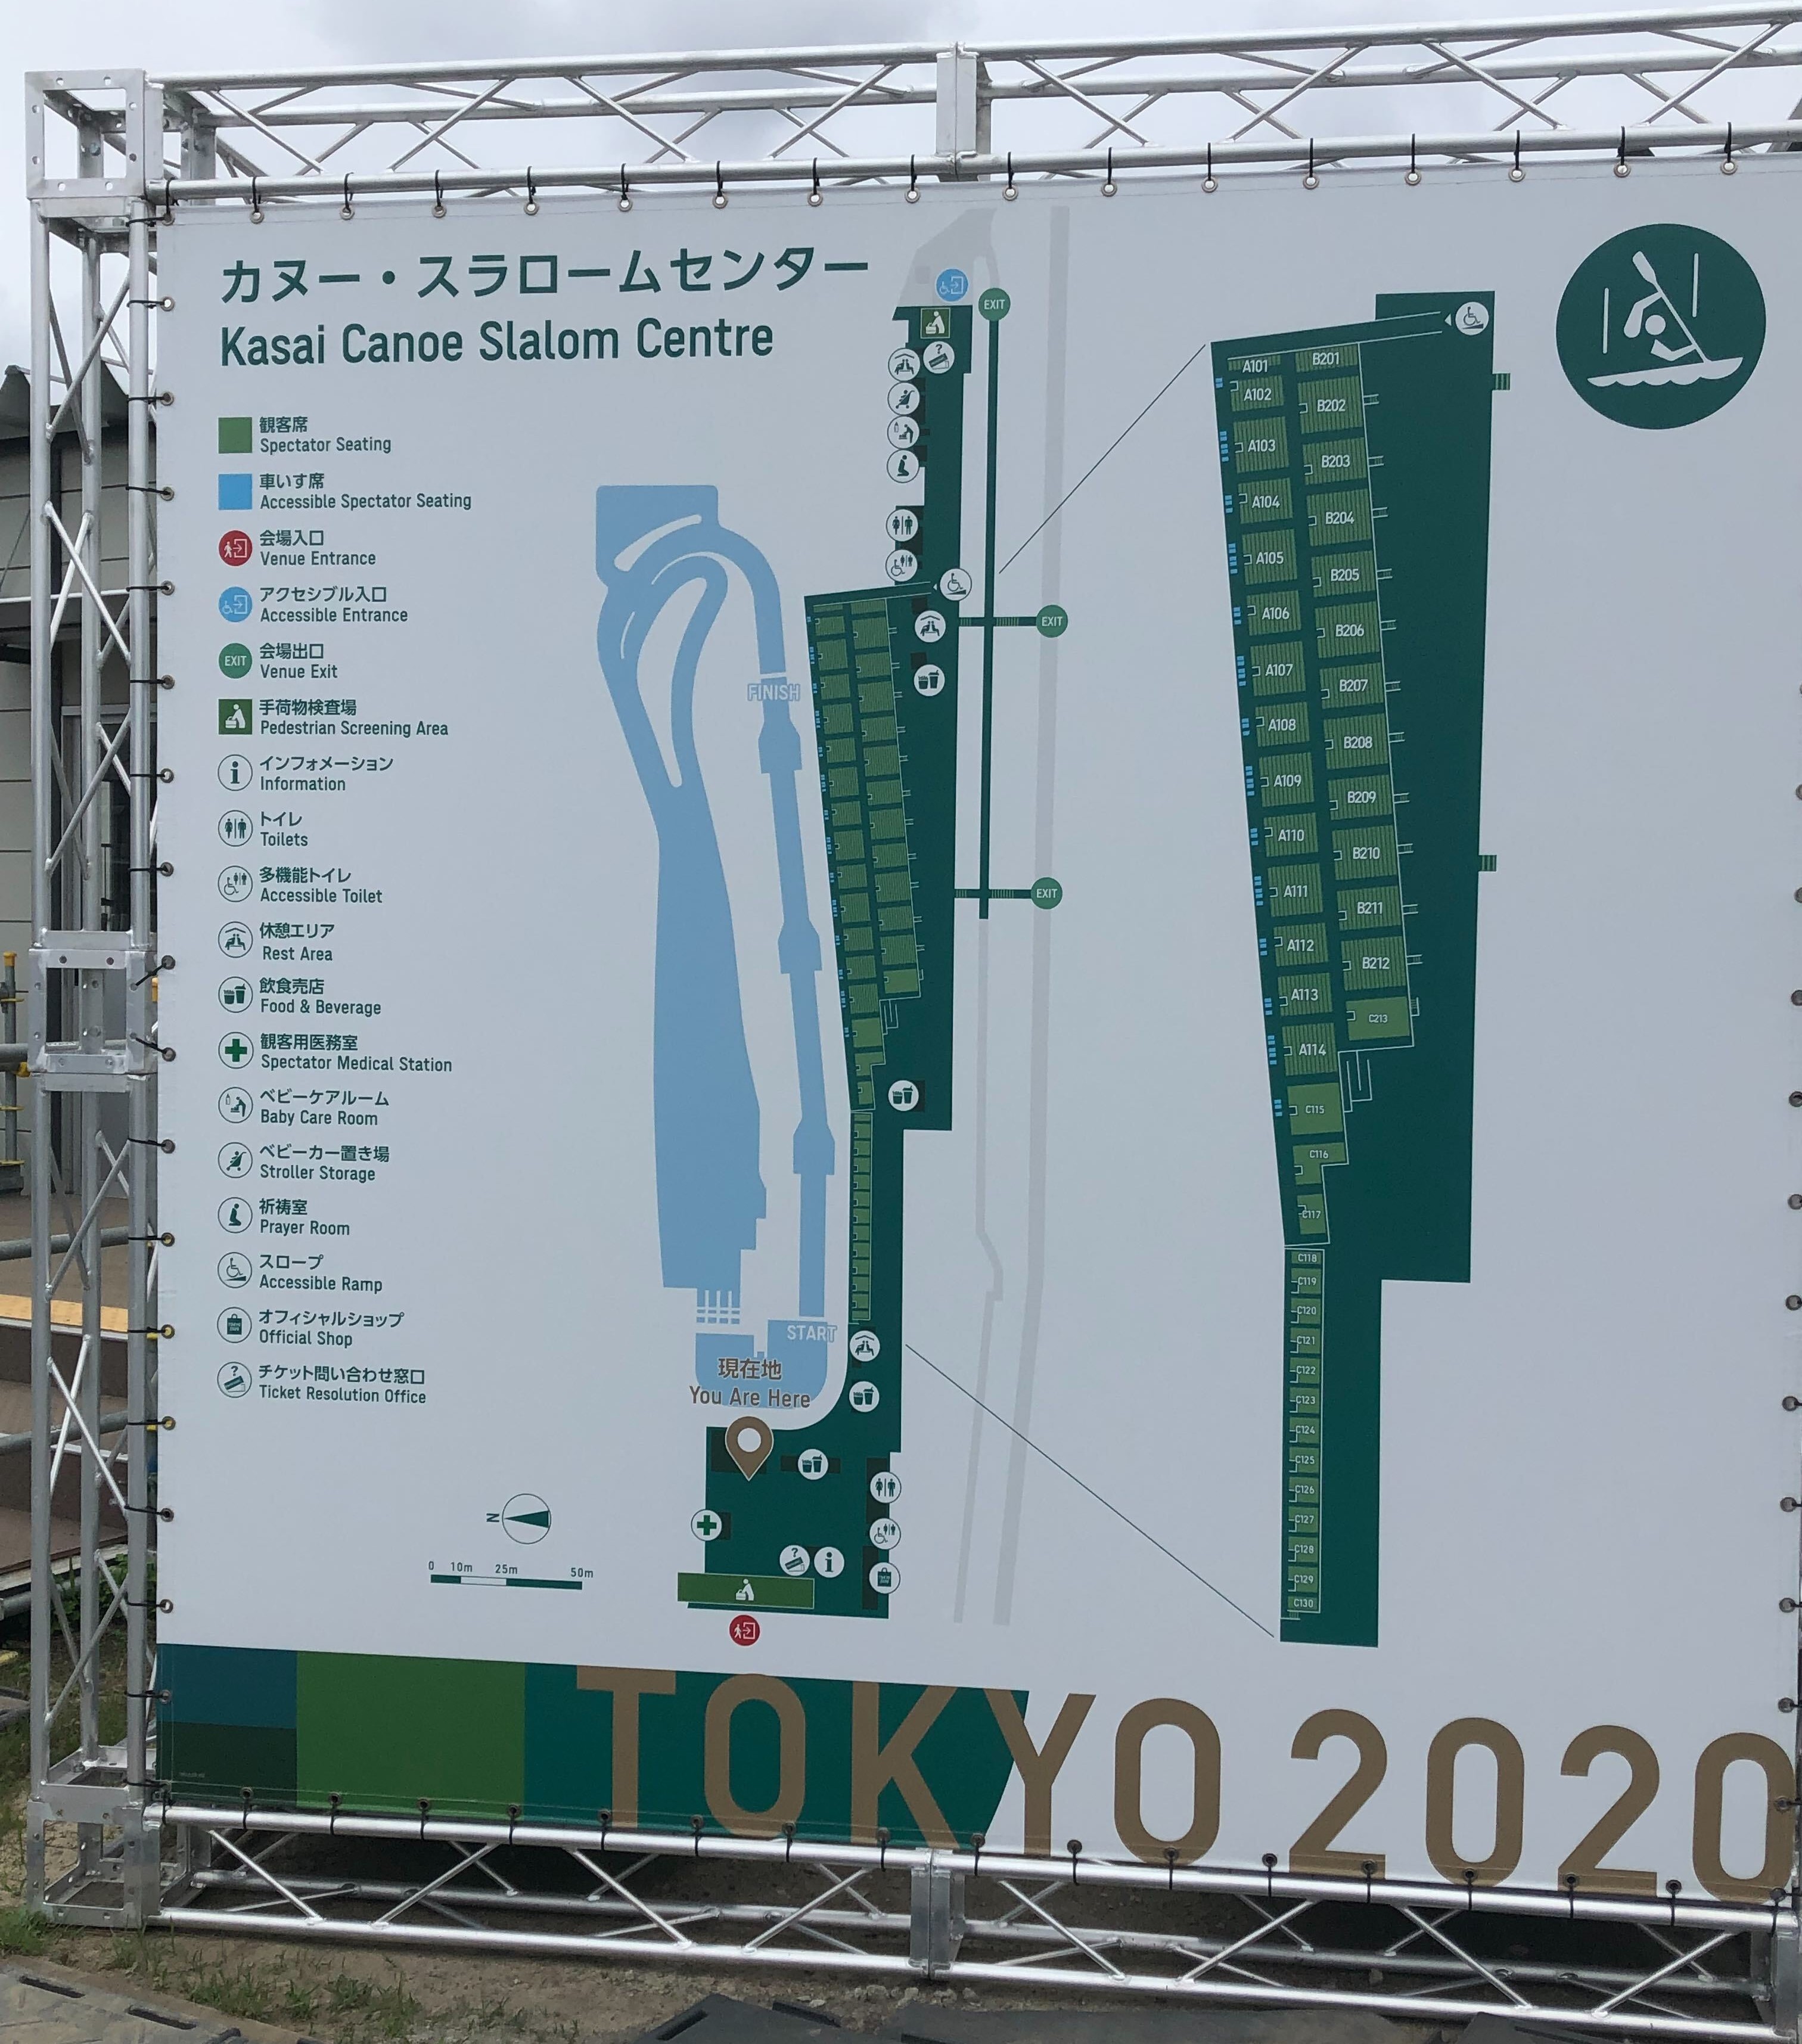 カヌー・スラロームセンター
Kasai Canoe Slalom Centre
観客席
Spectator Seating
車いす席
Accessible Spectator Seating
会場入口
Venue Entrance
アクセシブル入口
Accessible Entrance
EXIT
会場出口
Venue Exit
手荷物検査場
Pedestrian Screening Area
インフォメーション
Information
トイレ
Toilets
多機能トイレ
Accessible Toilet
休憩エリア
Rest Area
飲食売店
Food & Beverage
観客用医務室
Spectator Medical Station
ベビーケアルーム
Baby Care Room
ベビーカー置き場
Stroller Storage
祈祷室
Prayer Room
スロープ
Accessible Ramp
オフィシャルショップ
Official Shop
チケット問い合わせ窓口
Ticket Resolution Office
EXIT
EXIT
EXIT
FINISH
START
現在地
You Are Here
N
0 10m 25m 50m
A101 B201
A102 B202
A103 B203
A104 B204
A105 B205
A106 B206
A107 B207
A108 B208
A109 B209
A110 B210
A111 B211
A112 B212
A113 C213
A114
C115
C116
C117
C118
C119
C120
C121
C122
C123
C124
C125
C126
C127
C128
C129
C130
TOKYO 2020